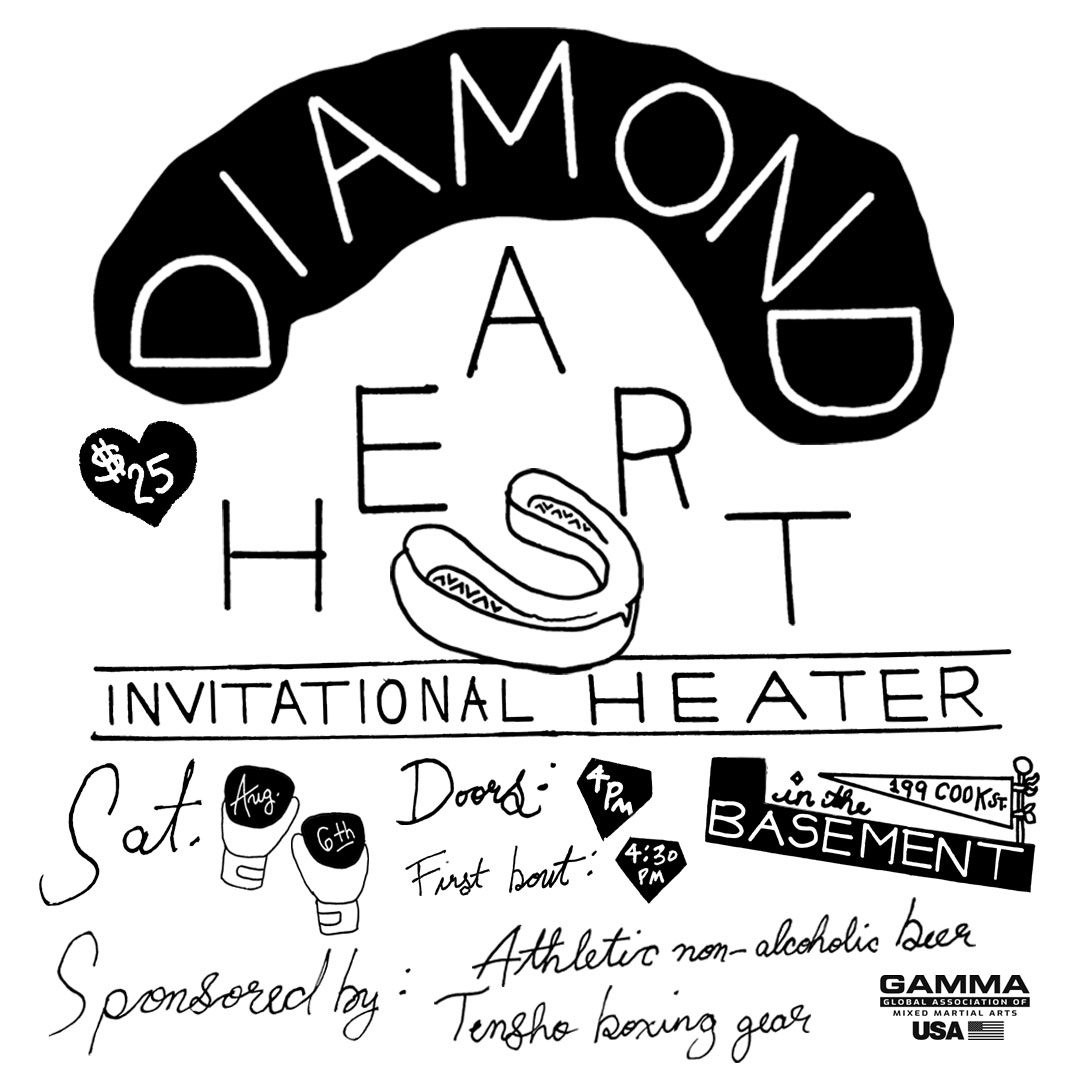 DIAMOND
HEART
$25
INVITATIONAL HEATER
Sat. Aug. 6th
Doors: 4PM
First bout: 4:30 PM
in the BASEMENT
199 COOK ST.
Sponsored by:
Athletic non-alcoholic beer
Tensho boxing gear
GAMMA
GLOBAL ASSOCIATION OF
MIXED MARTIAL ARTS
USA